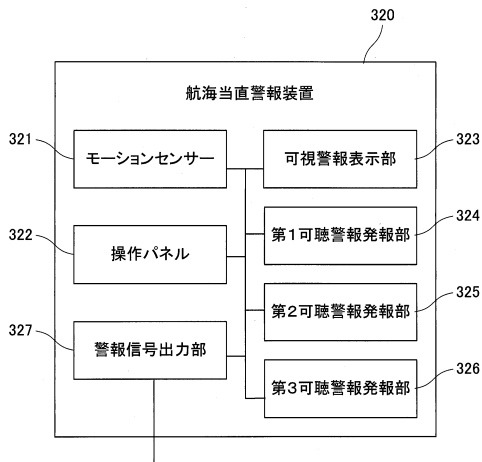 320
航海当直警報装置
321
モーションセンサー
可視警報表示部
323
322
操作パネル
第1可聴警報発報部
324
第2可聴警報発報部
325
327
警報信号出力部
第3可聴警報発報部
326